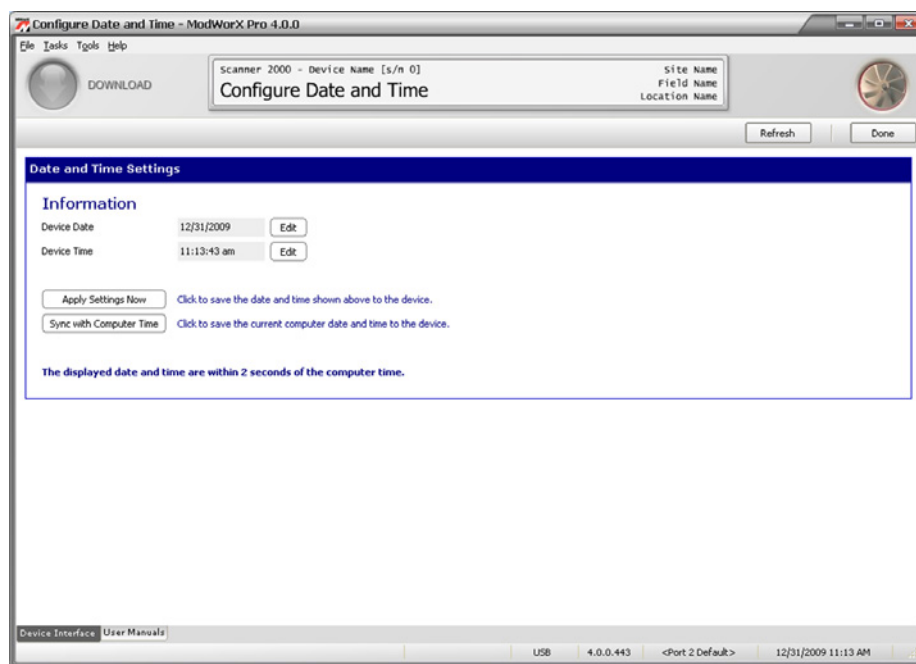 Configure Date and Time - ModWorX Pro 4.0.0
File Tasks Tools Help
DOWNLOAD
Scanner 2000 - Device Name [s/n 0]
Configure Date and Time
Site Name
Field Name
Location Name
Refresh
Done
Date and Time Settings
Information
Device Date 12/31/2009 Edit
Device Time 11:13:43 am Edit
Apply Settings Now Click to save the date and time shown above to the device.
Sync with Computer Time Click to save the current computer date and time to the device.
The displayed date and time are within 2 seconds of the computer time.
Device Interface User Manuals
USB 4.0.0.443 <Port 2 Default> 12/31/2009 11:13 AM